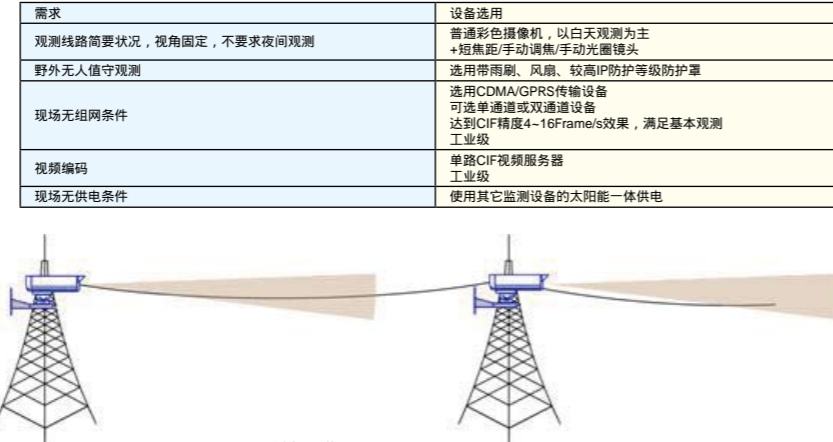 需求
设备选用
观测线路简要状况，视角固定，不要求夜间观测
普通彩色摄像机，以白天观测为主
+短焦距/手动调焦/手动光圈镜头
野外无人值守观测
选用带雨刷、风扇、较高IP防护等级防护罩
现场无组网条件
选用CDMA/GPRS传输设备
可选单通道或双通道设备
达到CIF精度4~16Frame/s效果，满足基本观测
工业级
视频编码
单路CIF视频服务器
工业级
现场无供电条件
使用其它监测设备的太阳能一体供电